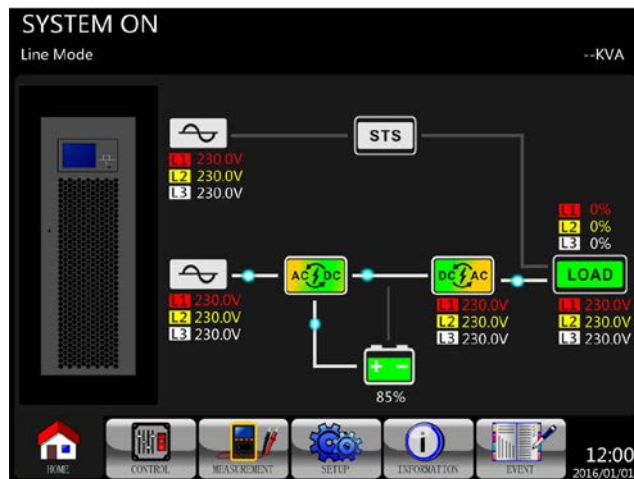 SYSTEM ON
Line Mode
--KVA
STS
L1 230.0V
L2 230.0V
L3 230.0V
L1 0%
L2 0%
L3 0%
AC DC
DC AC
LOAD
L1 230.0V
L2 230.0V
L3 230.0V
L1 230.0V
L2 230.0V
L3 230.0V
L1 230.0V
L2 230.0V
L3 230.0V
+ -
85%
HOME
CONTROL
MEASUREMENT
SETUP
INFORMATION
EVENT
12:00
2016/01/01